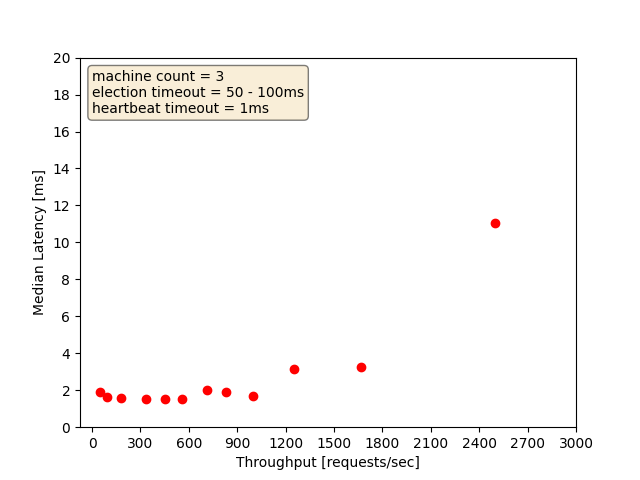 machine count = 3
election timeout = 50 - 100ms
heartbeat timeout = 1ms
20
18
16
14
12
10
8
6
4
2
0
Median Latency [ms]
0 300 600 900 1200 1500 1800 2100 2400 2700 3000
Throughput [requests/sec]